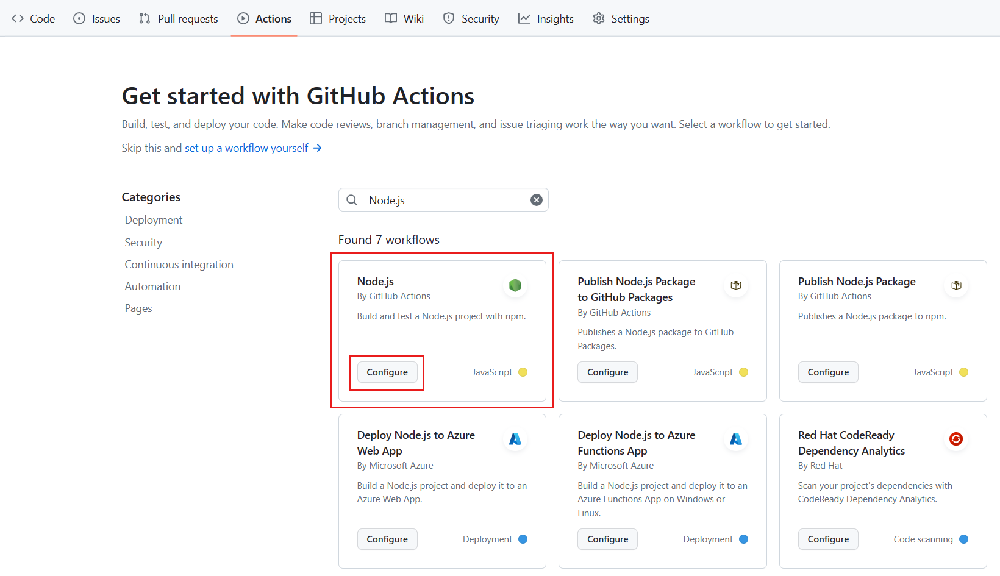 Code Issues Pull requests Actions Projects Wiki Security Insights Settings
Get started with GitHub Actions
Build, test, and deploy your code. Make code reviews, branch management, and issue triaging work the way you want. Select a workflow to get started.
Skip this and set up a workflow yourself →
Categories
Deployment
Security
Continuous integration
Automation
Pages
Node.js
Found 7 workflows
Node.js
By GitHub Actions
Build and test a Node.js project with npm.
Configure
JavaScript
Publish Node.js Package
to GitHub Packages
By GitHub Actions
Publishes a Node.js package to GitHub
Packages.
Configure
JavaScript
Publish Node.js Package
By GitHub Actions
Publishes a Node.js package to npm.
Configure
JavaScript
Deploy Node.js to Azure
Web App
By Microsoft Azure
Build a Node.js project and deploy it to an
Azure Web App.
Configure
Deployment
Deploy Node.js to Azure
Functions App
By Microsoft Azure
Build a Node.js project and deploy it to an
Azure Functions App on Windows or
Linux.
Configure
Deployment
Red Hat CodeReady
Dependency Analytics
By Red Hat
Scan your project's dependencies with
CodeReady Dependency Analytics.
Configure
Code scanning